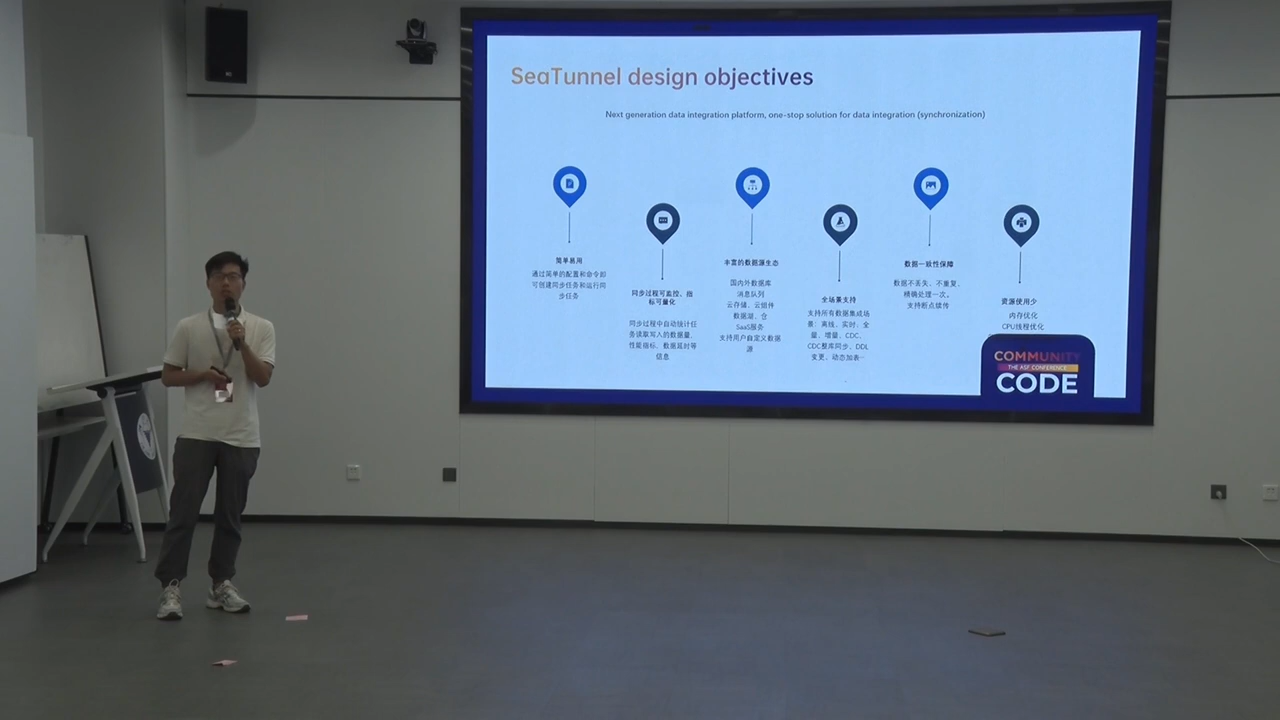 SeaTunnel design objectives
Next generation data integration platform, one-stop solution for data integration (synchronization)
简单易用
通过简单的配置和命令即
可创建同步任务和运行同
步任务
同步过程可监控、指
标可量化
同步过程中自动统计任
务读取写入的数据量,
性能指标、数据延时等
信息
丰富的数据源生态
国内外数据库
消息队列
云存储、云组件
数据湖、仓
SaaS服务
支持用户自定义数据
源
全场景支持
支持所有数据集成场
景:离线、实时;全
量、增量、CDC、
CDC整库同步、DDL
变更、动态加表…
数据一致性保障
数据不丢失、不重复、
精确处理一次。
支持断点续传
资源使用少
内存优化
CPU线程优化
COMMUNITY
THE ASF CONFERENCE
CODE